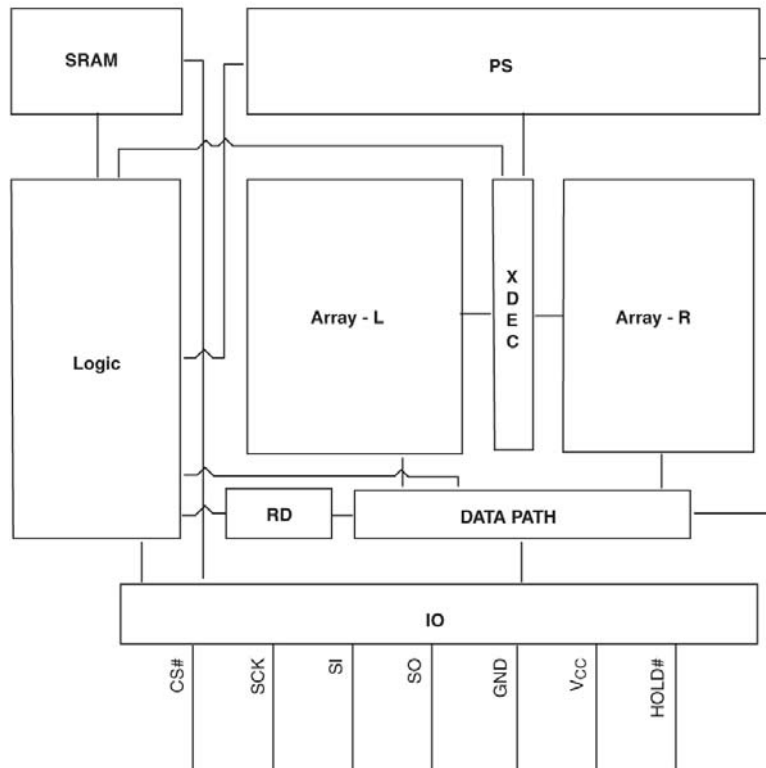 SRAM
PS
Logic
Array - L
X
D
E
C
Array - R
RD
DATA PATH
IO
CS#
SCK
SI
SO
GND
VCC
HOLD#